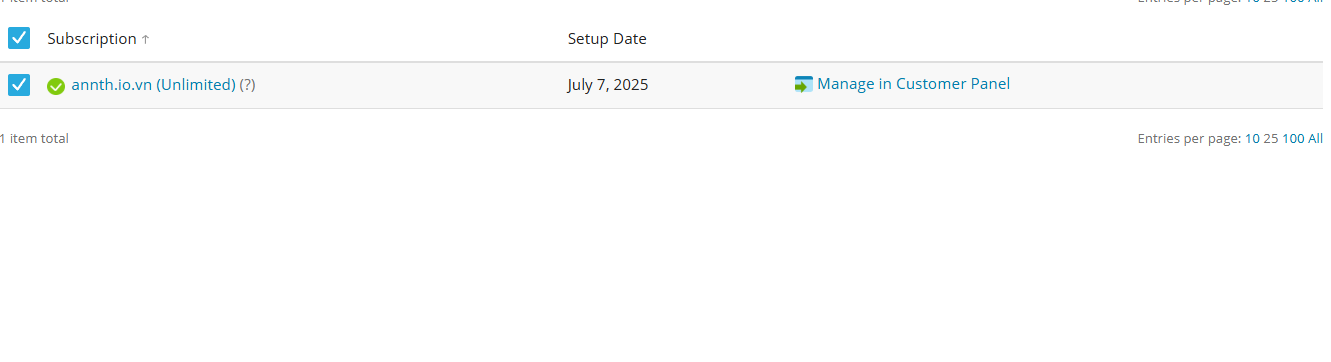 1 item total Entries per page: 10 25 100 All
Subscription ↑ Setup Date
annth.io.vn (Unlimited) (?) July 7, 2025 Manage in Customer Panel
1 item total Entries per page: 10 25 100 All